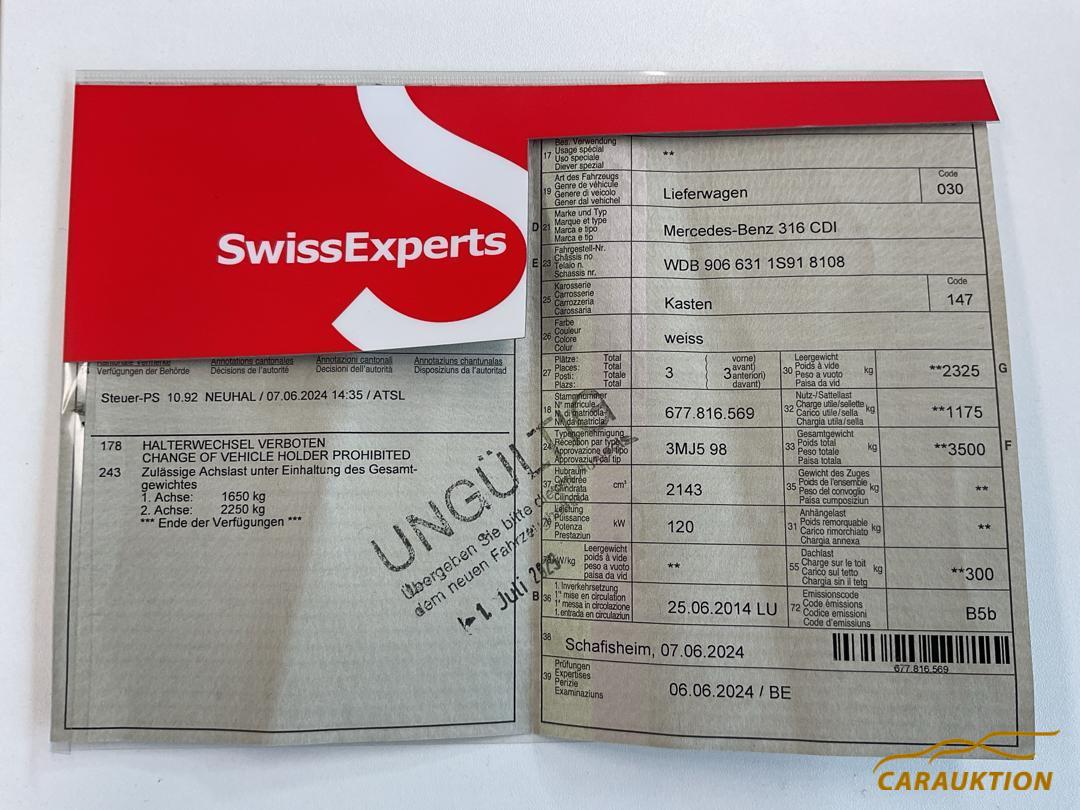 SwissExperts
Verfügungen der Behörde
Annotations cantonales
Décisions de l'autorité
Annotazioni cantonali
Decisioni dell'autorità
Annotaziuns chantunalas
Disposiziuns da l'autoritad
Steuer-PS 10.92 NEUHAL / 07.06.2024 14:35 / ATSL
178 HALTERWECHSEL VERBOTEN
CHANGE OF VEHICLE HOLDER PROHIBITED
243 Zulässige Achslast unter Einhaltung des Gesamt-
gewichtes
1. Achse: 1650 kg
2. Achse: 2250 kg
*** Ende der Verfügungen ***
UNGÜLTIG
Übergeben Sie bitte
dem neuen
1. Juli
17
Bes. Verwendung
Usage spécial
Uso speciale
Diever spezial
**
19
Art des Fahrzeugs
Genre de véhicule
Genere di veicolo
Gener dal vehichel
Lieferwagen
Code
030
D 21
Marke und Typ
Marque et type
Marca e tipo
Marca e tip
Mercedes-Benz 316 CDI
E 23
Fahrgestell-Nr.
Châssis no
Telaio n.
Schassis nr.
WDB 906 631 1S91 8108
25
Karosserie
Carrosserie
Carrozzeria
Carossaria
Kasten
Code
147
26
Farbe
Couleur
Colore
Colur
weiss
27
Plätze: Total
Places: Total
Posti: Totale
Plazs: Total
3
( vorne)
( avant)
3 anteriori)
( davant)
30
Leergewicht
Poids à vide
Peso a vuoto
Paisa da vid
kg
**2325
G
18
Stammnummer
N° matricule
N. di matricola
Nr. da matricla
677.816.569
32
Nutz-/Sattellast
Charge utile/sellette
Carico utile/sella
Chargia utila/sella
kg
**1175
24
Typengenehmigung
Réception par type
Approvazione del tipo
Approvaziun dal tip
3MJ5 98
33
Gesamtgewicht
Poids total
Peso totale
Paisa totala
kg
**3500
F
37
Hubraum
Cylindrée
Cilindrata
Cilindrada
cm³
2143
35
Gewicht des Zuges
Poids de l'ensemble
Peso del convoglio
Paisa cumposiziun
kg
**
Leistung
Puissance
Potenza
Prestaziun
kW
120
31
Anhängelast
Poids remorquable
Carico rimorchiato
Chargia annexa
kg
**
kW/kg
Leergewicht
poids à vide
peso a vuoto
paisa da vid
**
55
Dachlast
Charge sur le toit
Carico sul tetto
Chargia sin il tetg
kg
**300
B 36
1. Inverkehrsetzung
1re mise en circulation
1a messa in circolazione
1. entrada en circulaziun
25.06.2014 LU
72
Emissionscode
Code émissions
Codice emissioni
Code d'emissiuns
B5b
38
Schafisheim, 07.06.2024
677.816.569
39
Prüfungen
Expertises
Perizie
Examinaziuns
06.06.2024 / BE
CARAUKTION